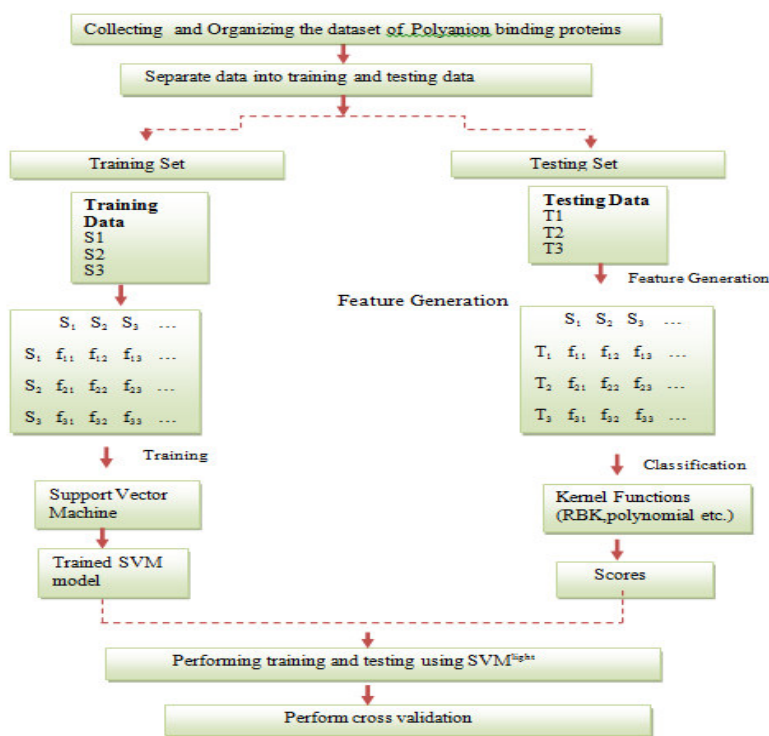 Collecting and Organizing the dataset of Polyanion binding proteins
Separate data into training and testing data
Training Set
Testing Set
Training
Data
S1
S2
S3
Testing Data
T1
T2
T3
Feature Generation
Feature Generation
S₁ S₂ S₃ ...
S₁ f₁₁ f₁₂ f₁₃ ...
S₂ f₂₁ f₂₂ f₂₃ ...
S₃ f₃₁ f₃₂ f₃₃ ...
S₁ S₂ S₃ ...
T₁ f₁₁ f₁₂ f₁₃ ...
T₂ f₂₁ f₂₂ f₂₃ ...
T₃ f₃₁ f₃₂ f₃₃ ...
Training
Classification
Support Vector
Machine
Kernel Functions
(RBK,polynomial etc.)
Trained SVM
model
Scores
Performing training and testing using SVMˡⁱᵍʰᵗ
Perform cross validation